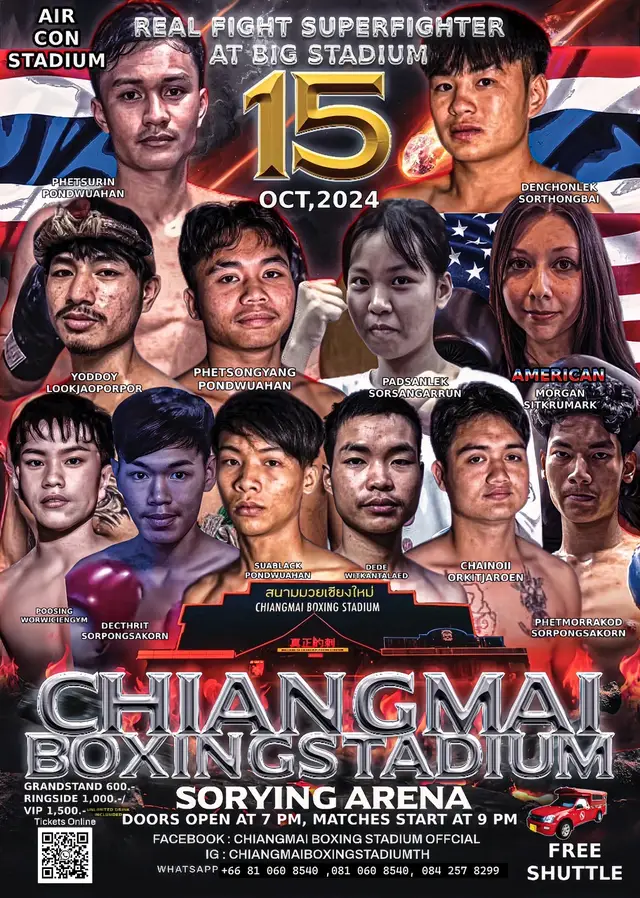 AIR
CON
STADIUM
REAL FIGHT SUPERFIGHTER
AT BIG STADIUM
15
OCT,2024
PHETSURIN
PONDWUAHAN
DENCHONLEK
SORTHONGBAI
YODDOY
LOOKJAOPORPOR
PHETSONGYANG
PONDWUAHAN
PADSANLEK
SORSANGARRUN
AMERICAN
MORGAN
SITKRUMARK
POOSING
WORWICIENGYM
DECTHRIT
SORPONGSAKORN
SUABLACK
PONDWUAHAN
DEDE
WITKANTALAED
CHAINOII
ORKITJAROEN
PHETMORRAKOD
SORPONGSAKORN
สนามมวยเชียงใหม่
CHIANGMAI BOXING STADIUM
CHIANGMAI
BOXINGSTADIUM
GRANDSTAND 600.-
RINGSIDE 1,000.-/
VIP 1,500.- UNLIMITED DRINK INCLUDED
Tickets Online
SORYING ARENA
DOORS OPEN AT 7 PM, MATCHES START AT 9 PM
FACEBOOK : CHIANGMAI BOXING STADIUM OFFCIAL
IG : CHIANGMAIBOXINGSTADIUMTH
WHATSAPP +66 81 060 8540 ,081 060 8540, 084 257 8299
FREE
SHUTTLE